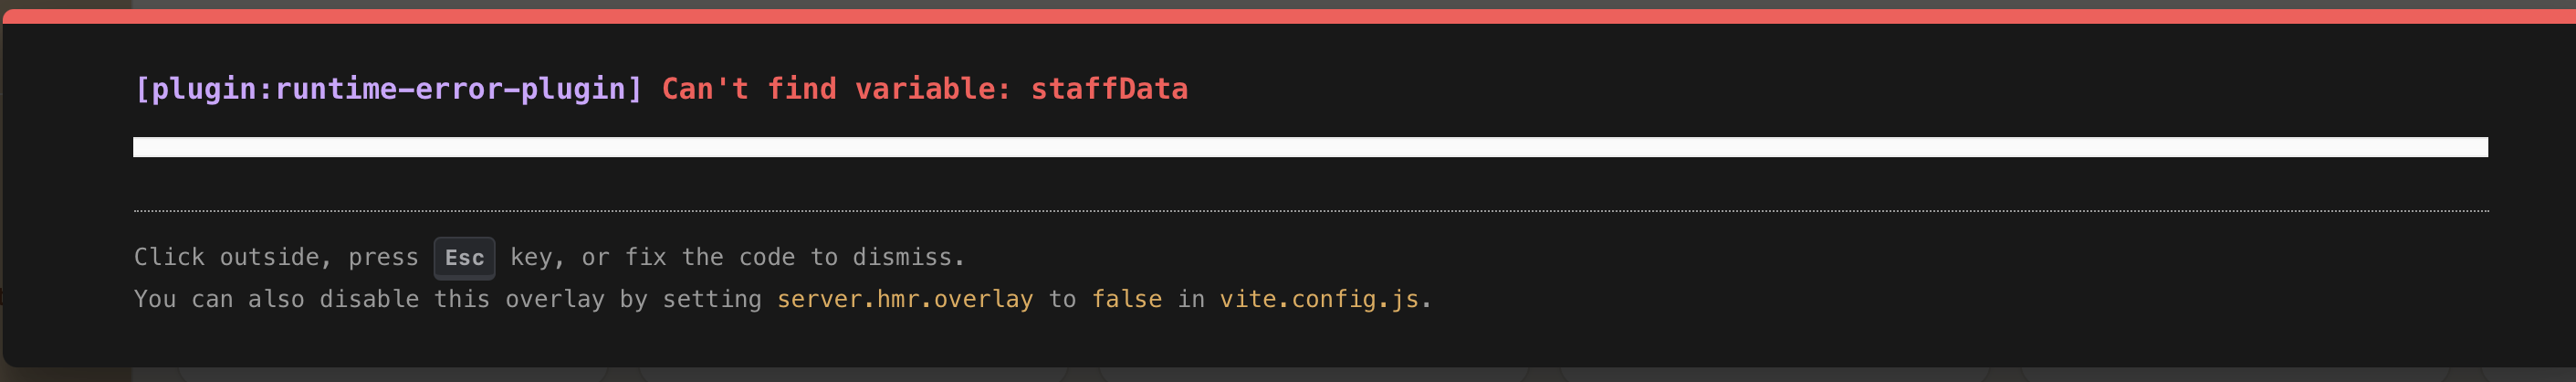 [plugin:runtime-error-plugin] Can't find variable: staffData
Click outside, press Esc key, or fix the code to dismiss.
You can also disable this overlay by setting server.hmr.overlay to false in vite.config.js.